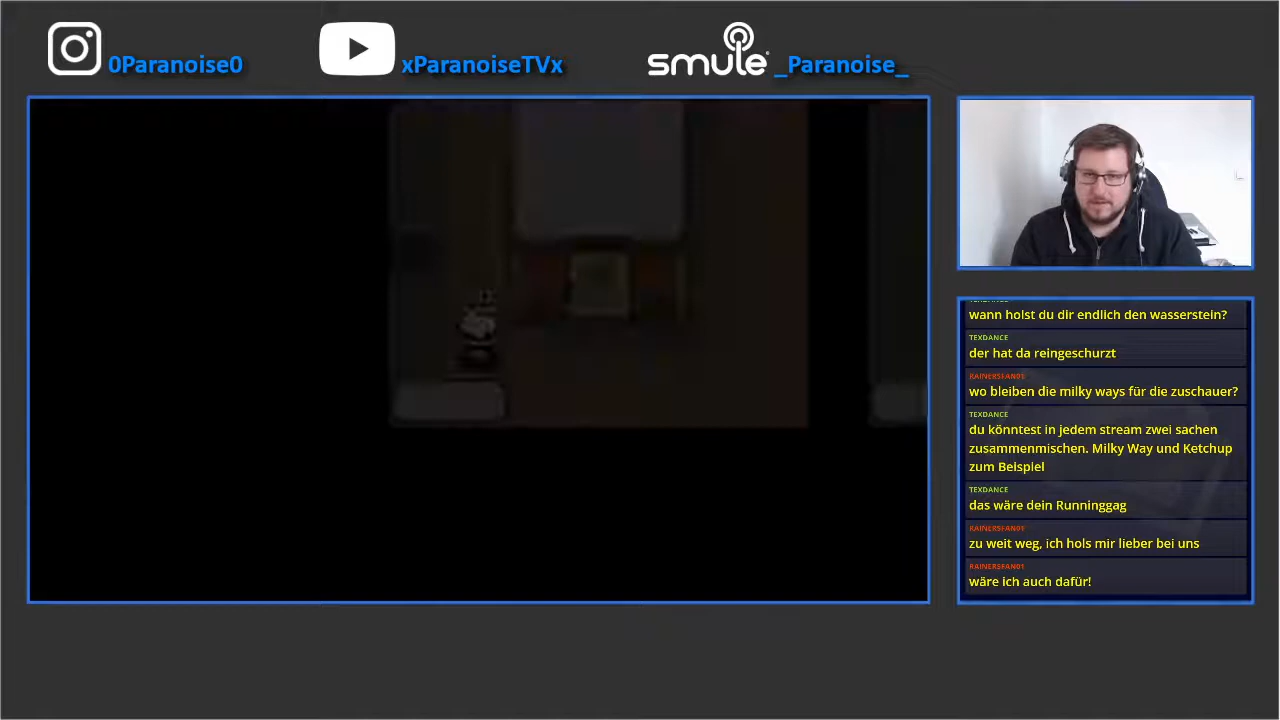 0Paranoise0
xParanoiseTVx
smule
_Paranoise_
wann holst du dir endlich den wasserstein?
TEXDANCE
der hat da reingeschurzt
RAINERSFAN01
wo bleiben die milky ways für die zuschauer?
TEXDANCE
du könntest in jedem stream zwei sachen
zusammenmischen. Milky Way und Ketchup
zum Beispiel
TEXDANCE
das wäre dein Runninggag
RAINERSFAN01
zu weit weg, ich hols mir lieber bei uns
RAINERSFAN01
wäre ich auch dafür!